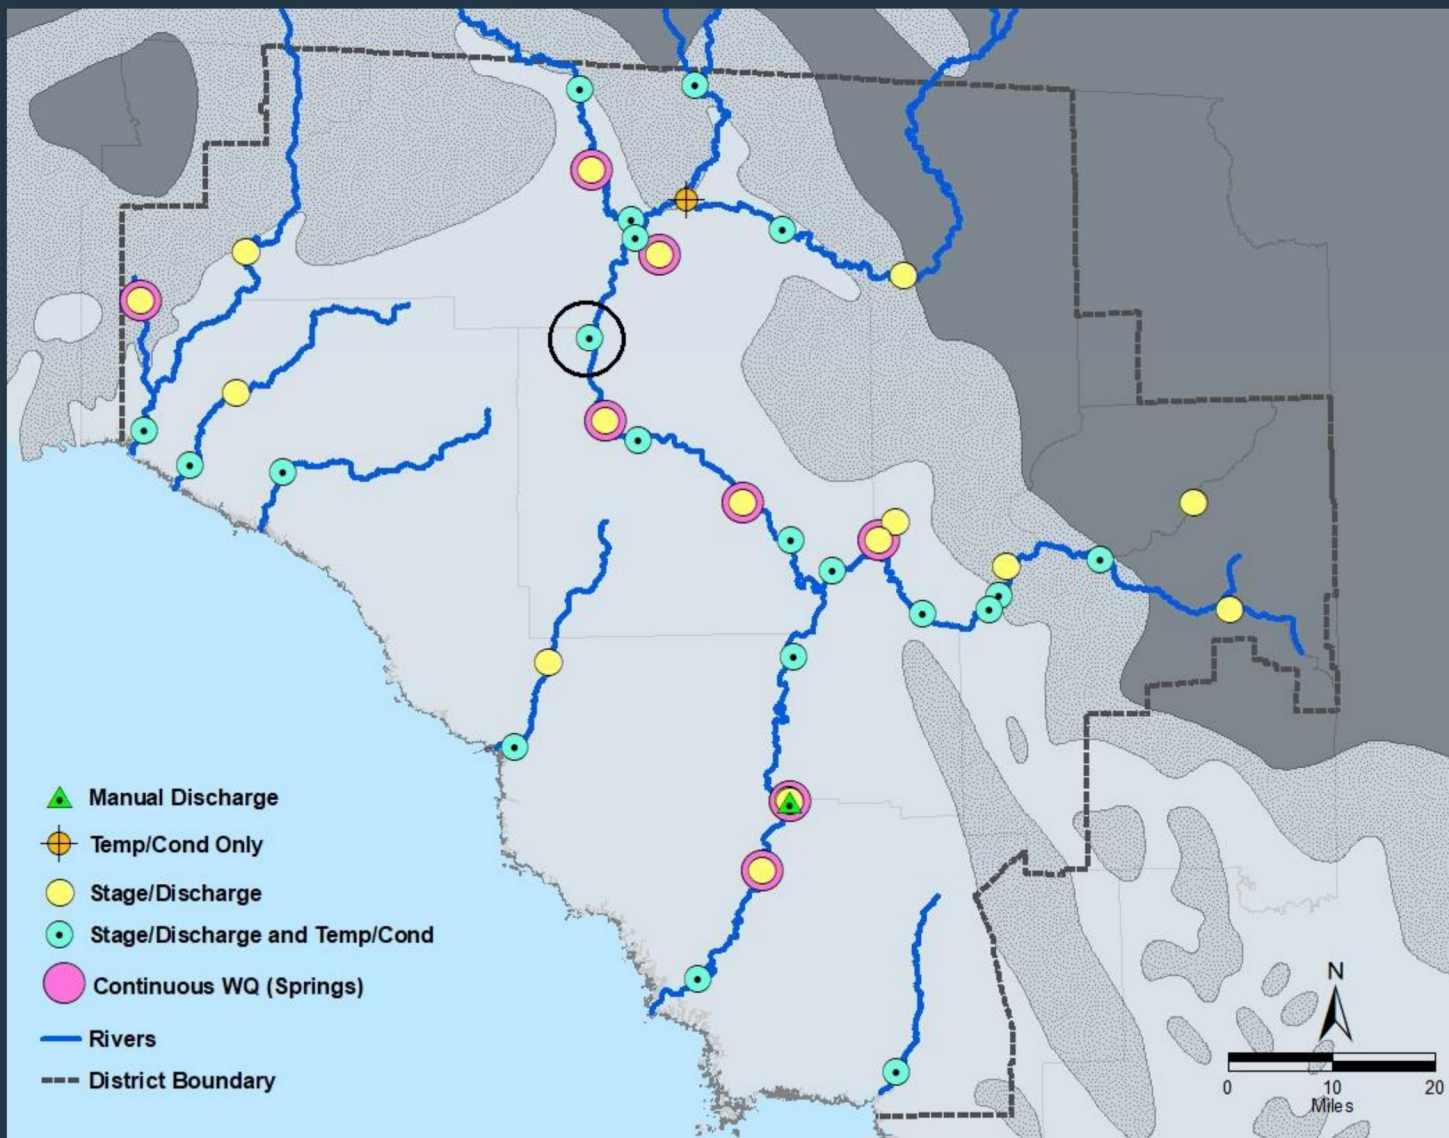 Manual Discharge
Temp/Cond Only
Stage/Discharge
Stage/Discharge and Temp/Cond
Continuous WQ (Springs)
Rivers
District Boundary
N
0 10 20
Miles